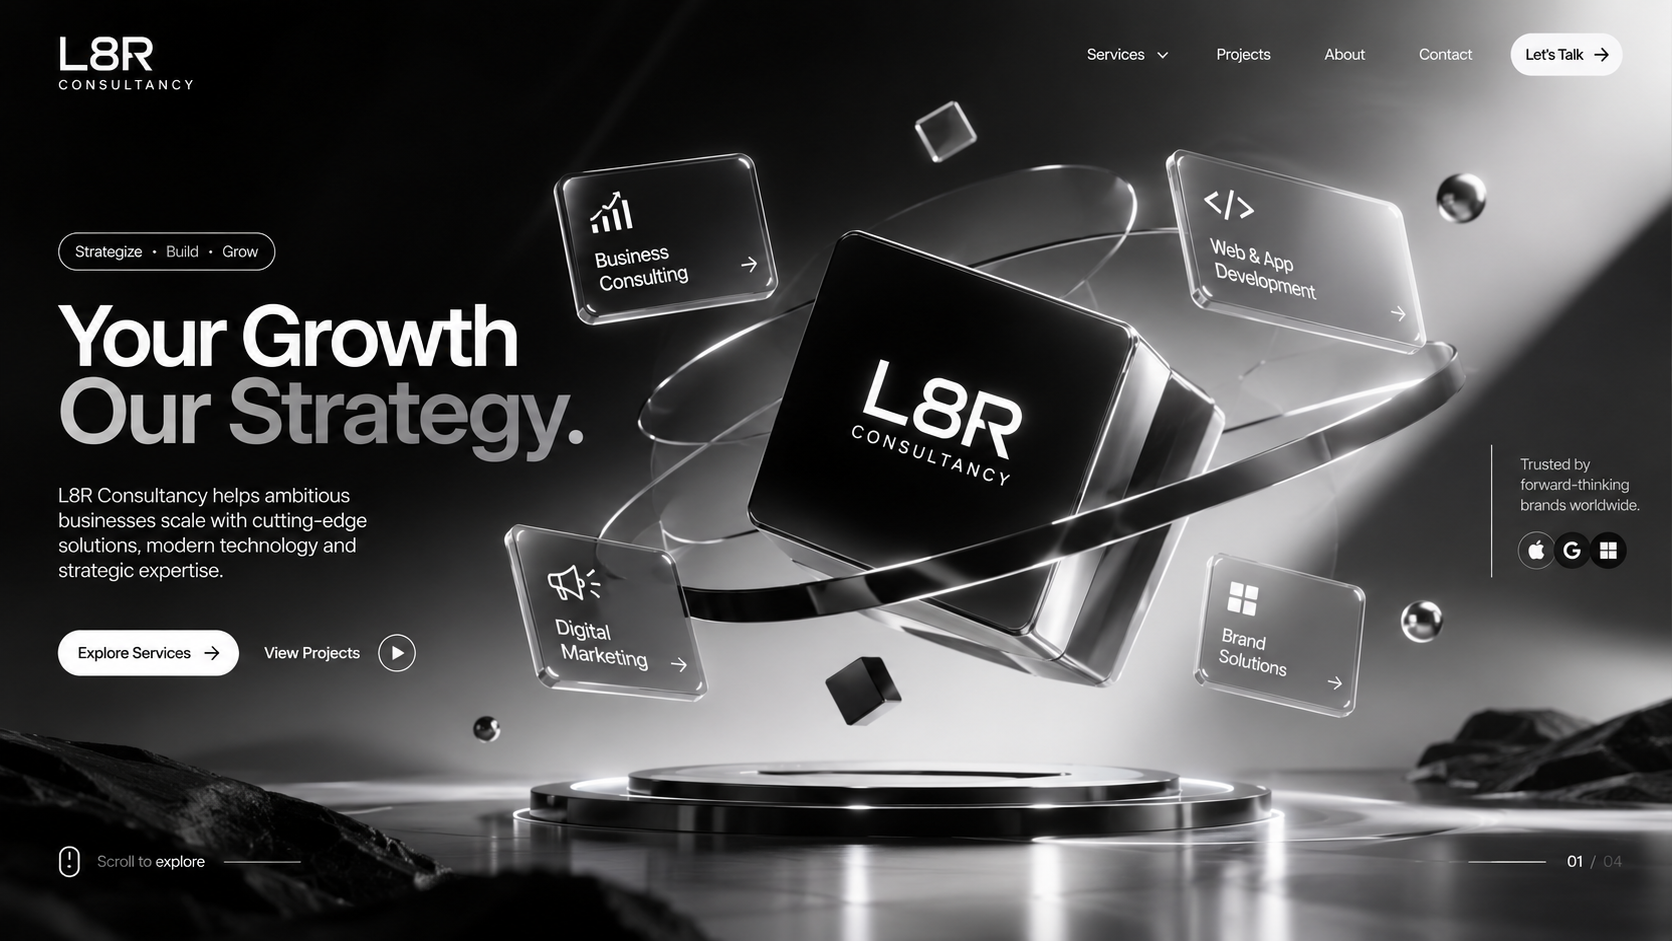 L8R
CONSULTANCY
Services
Projects
About
Contact
Let's Talk
Strategize • Build • Grow
Your Growth
Our Strategy.
L8R Consultancy helps ambitious
businesses scale with cutting-edge
solutions, modern technology and
strategic expertise.
Explore Services
View Projects
Business
Consulting
</>
Web & App
Development
L8R
CONSULTANCY
Digital
Marketing
Brand
Solutions
Trusted by
forward-thinking
brands worldwide.
G
Scroll to explore
01 / 04